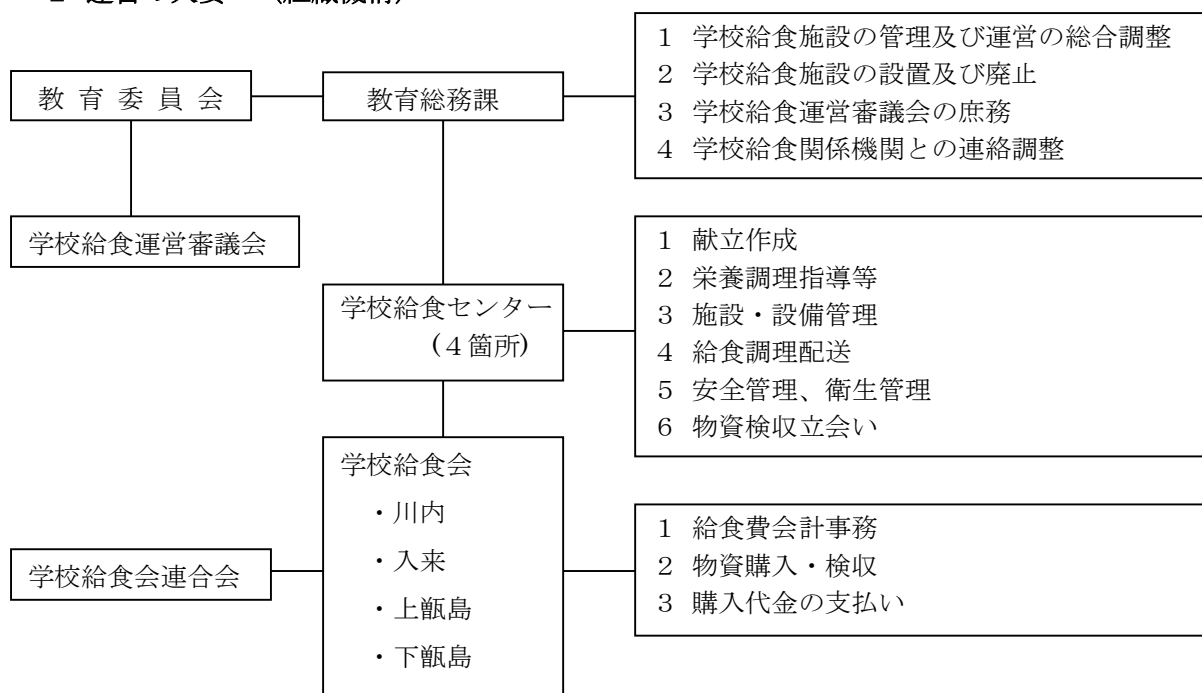 教 育 委 員 会
教育総務課
1 学校給食施設の管理及び運営の総合調整
2 学校給食施設の設置及び廃止
3 学校給食運営審議会の庶務
4 学校給食関係機関との連絡調整
学校給食運営審議会
学校給食センター
(４箇所)
1 献立作成
2 栄養調理指導等
3 施設・設備管理
4 給食調理配送
5 安全管理、衛生管理
6 物資検収立会い
学校給食会連合会
学校給食会
・川内
・入来
・上甑島
・下甑島
1 給食費会計事務
2 物資購入・検収
3 購入代金の支払い